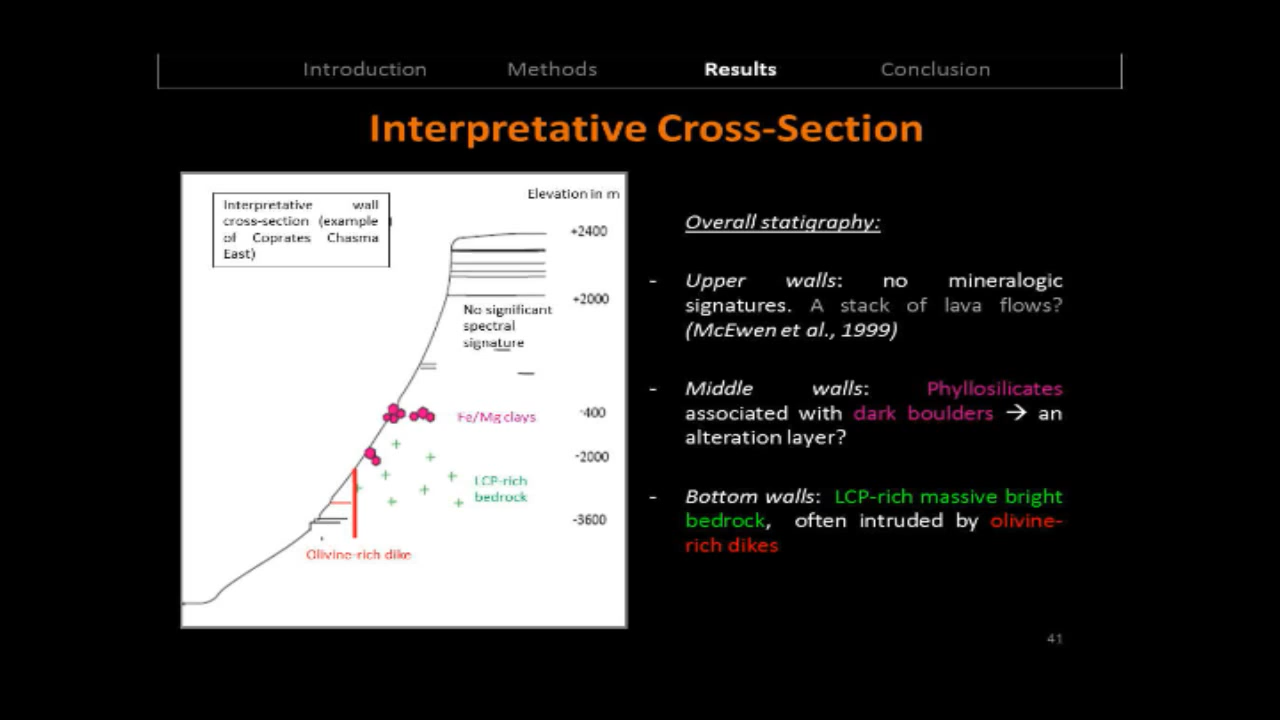 Introduction Methods Results Conclusion
Interpretative Cross-Section
Interpretative wall
cross-section (example
of Coprates Chasma
East)
Elevation in m
+2400
+2000
No significant
spectral
signature
-400
Fe/Mg clays
-2000
LCP-rich
bedrock
-3600
Olivine-rich dike
Overall statigraphy:
- Upper walls: no mineralogic
signatures. A stack of lava flows?
(McEwen et al., 1999)
- Middle walls: Phyllosilicates
associated with dark boulders → an
alteration layer?
- Bottom walls: LCP-rich massive bright
bedrock, often intruded by olivine-
rich dikes
41